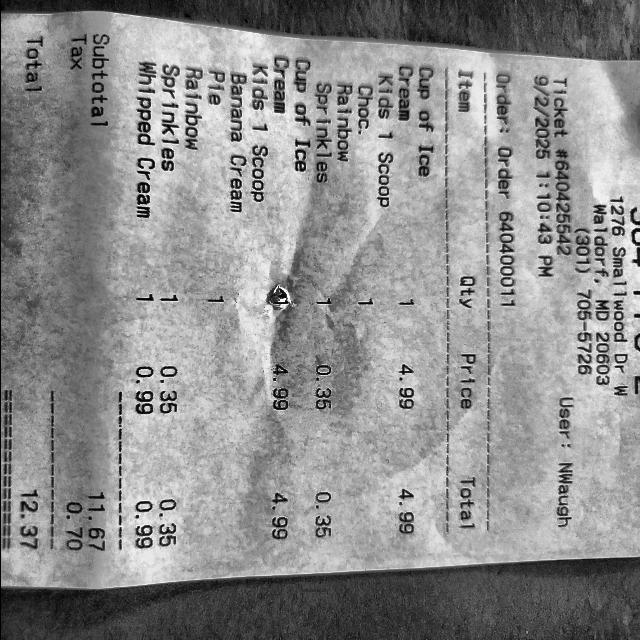 1276 Smallwood Dr W
Waldorf, MD 20603
(301) 705-5726
Ticket #640425542 User: NWaugh
9/2/2025 1:10:43 PM
Order: Order 640400011
Item Qty Price Total
Cup of Ice
Cream 1 4.99 4.99
Kids 1 Scoop
Choc. 1
Rainbow
Sprinkles 1 0.35 0.35
Cup of Ice
Cream 4.99 4.99
Kids 1 Scoop
Banana Cream
Pie 1
Rainbow
Sprinkles 1 0.35 0.35
Whipped Cream 1 0.99 0.99
Subtotal 11.67
Tax 0.70
Total 12.37